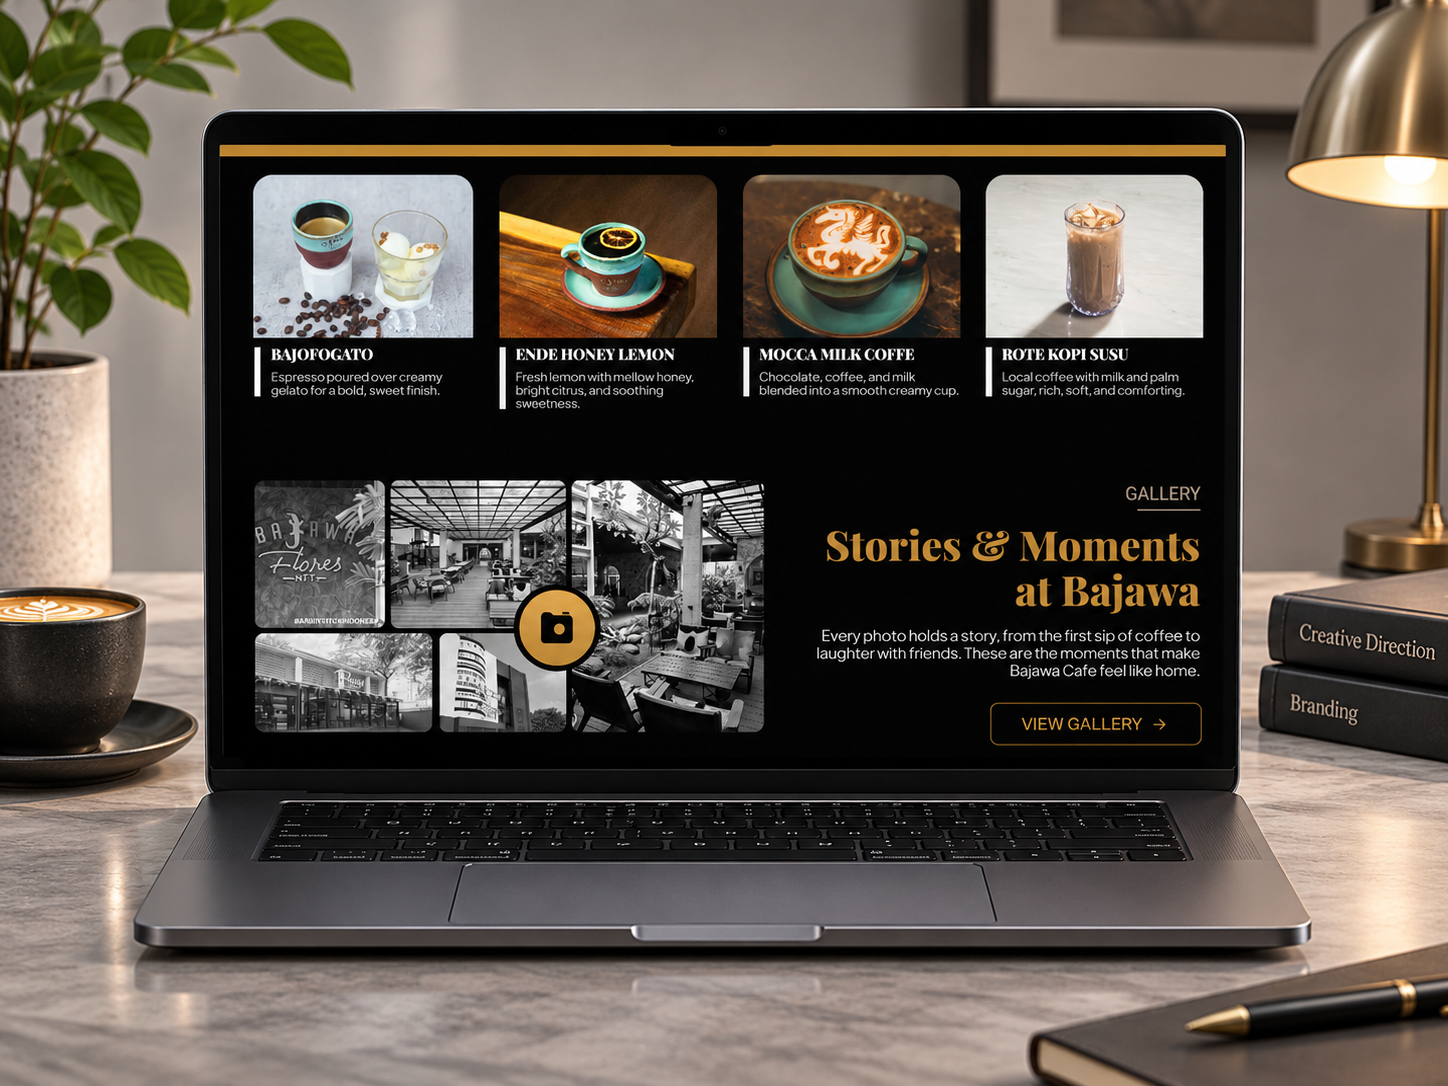 BAJOFOGATO
Espresso poured over creamy
gelato for a bold, sweet finish.
ENDE HONEY LEMON
Fresh lemon with mellow honey,
bright citrus, and soothing
sweetness.
MOCCA MILK COFFE
Chocolate, coffee, and milk
blended into a smooth creamy cup.
ROTE KOPI SUSU
Local coffee with milk and palm
sugar, rich, soft, and comforting.
BAJAWA
Flores
NTT
GALLERY
Stories & Moments
at Bajawa
Every photo holds a story, from the first sip of coffee to
laughter with friends. These are the moments that make
Bajawa Cafe feel like home.
VIEW GALLERY →
Creative Direction
Branding